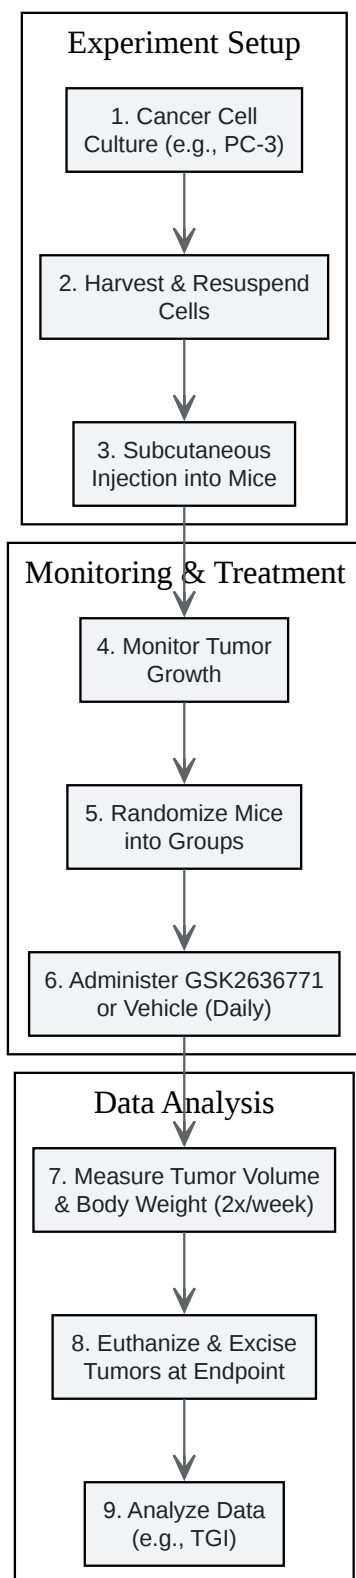 Experiment Setup
1. Cancer Cell
Culture (e.g., PC-3)
2. Harvest & Resuspend
Cells
3. Subcutaneous
Injection into Mice
Monitoring & Treatment
4. Monitor Tumor
Growth
5. Randomize Mice
into Groups
6. Administer GSK2636771
or Vehicle (Daily)
Data Analysis
7. Measure Tumor Volume
& Body Weight (2x/week)
8. Euthanize & Excise
Tumors at Endpoint
9. Analyze Data
(e.g., TGI)